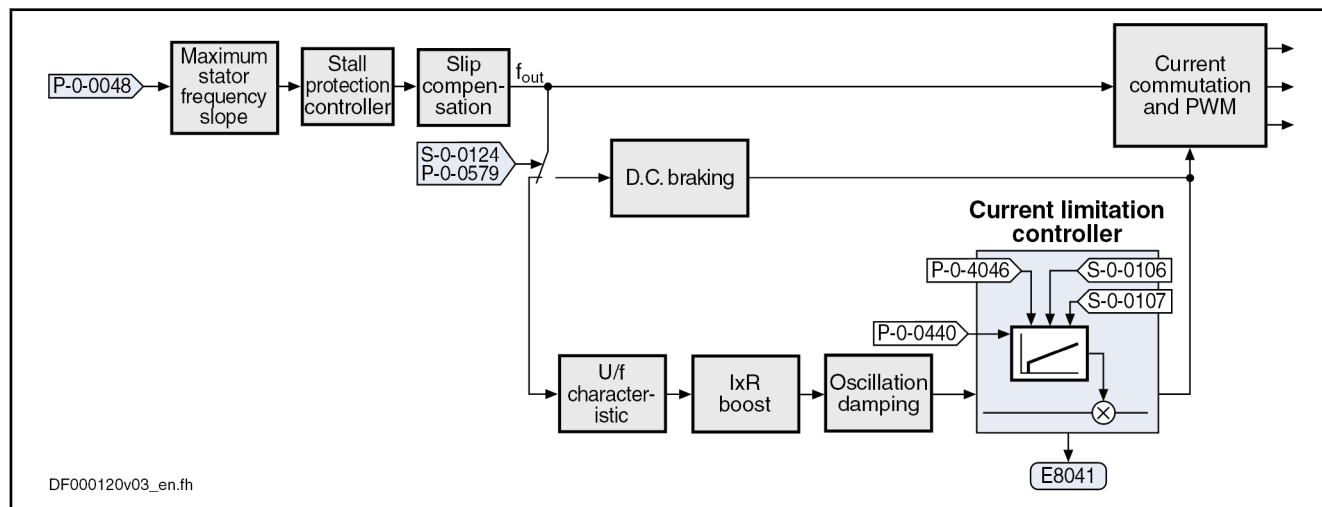 P-0-0048
Maximum
stator
frequency
slope
Stall
protection
controller
Slip
compen-
sation
fout
Current
commutation
and PWM
S-0-0124
P-0-0579
D.C. braking
Current limitation
controller
P-0-4046
S-0-0106
S-0-0107
P-0-0440
U/f
character-
istic
IxR
boost
Oscillation
damping
E8041
DF000120v03_en.fh